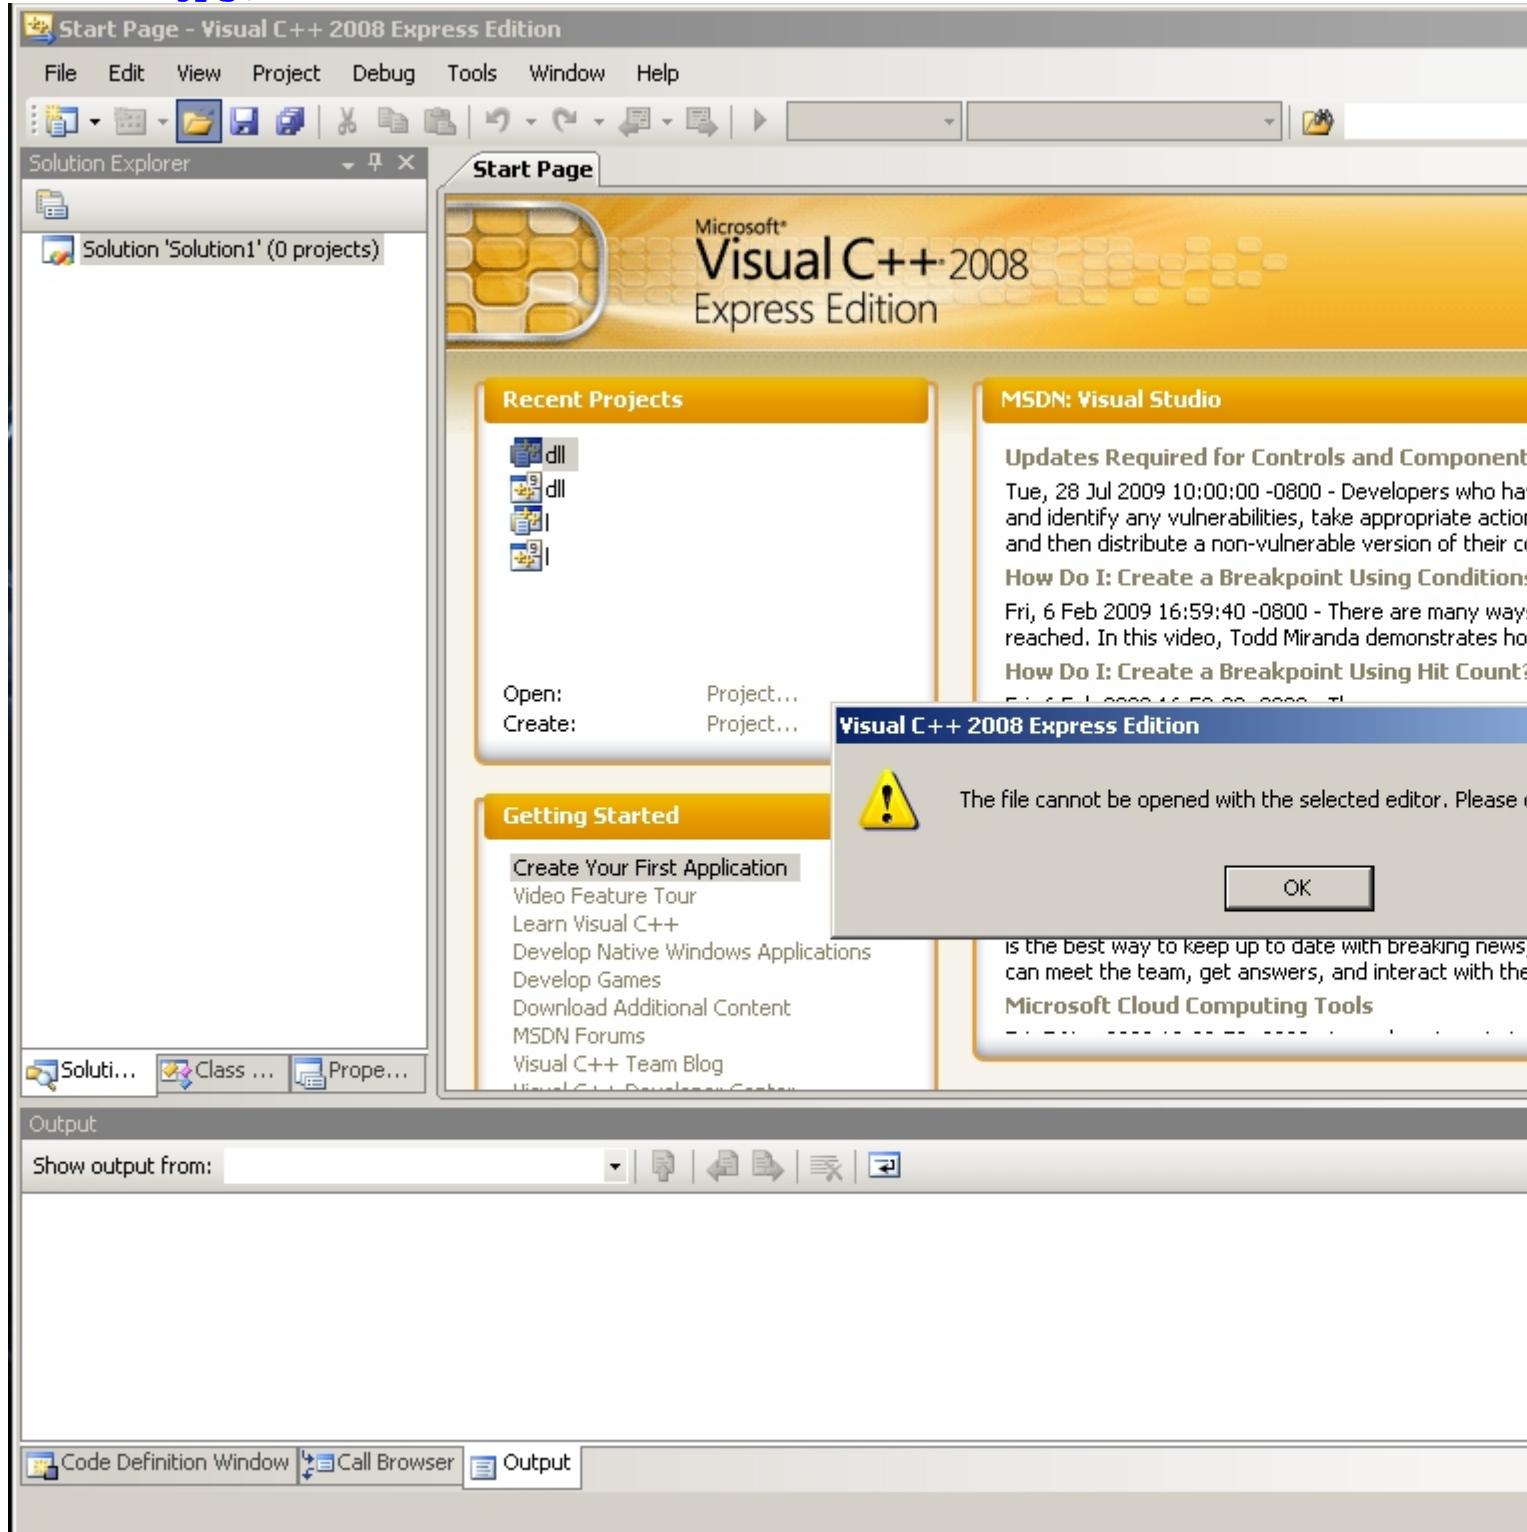 Start Page - Visual C++ 2008 Express Edition
File Edit View Project Debug Tools Window Help
Solution Explorer
Start Page
Solution 'Solution1' (0 projects)
Microsoft®
Visual C++ 2008
Express Edition
Recent Projects
dll
dll
l
l
Open: Project...
Create: Project...
MSDN: Visual Studio
Updates Required for Controls and Component
Tue, 28 Jul 2009 10:00:00 -0800 - Developers who ha
and identify any vulnerabilities, take appropriate action
and then distribute a non-vulnerable version of their c
How Do I: Create a Breakpoint Using Conditions
Fri, 6 Feb 2009 16:59:40 -0800 - There are many ways
reached. In this video, Todd Miranda demonstrates ho
How Do I: Create a Breakpoint Using Hit Count?
Visual C++ 2008 Express Edition
The file cannot be opened with the selected editor. Please
OK
Getting Started
Create Your First Application
Video Feature Tour
Learn Visual C++
Develop Native Windows Applications
Develop Games
Download Additional Content
MSDN Forums
Visual C++ Team Blog
Visual C++ Developer Center
is the best way to keep up to date with breaking news,
can meet the team, get answers, and interact with the
Microsoft Cloud Computing Tools
Soluti... Class ... Prope...
Output
Show output from:
Code Definition Window Call Browser Output